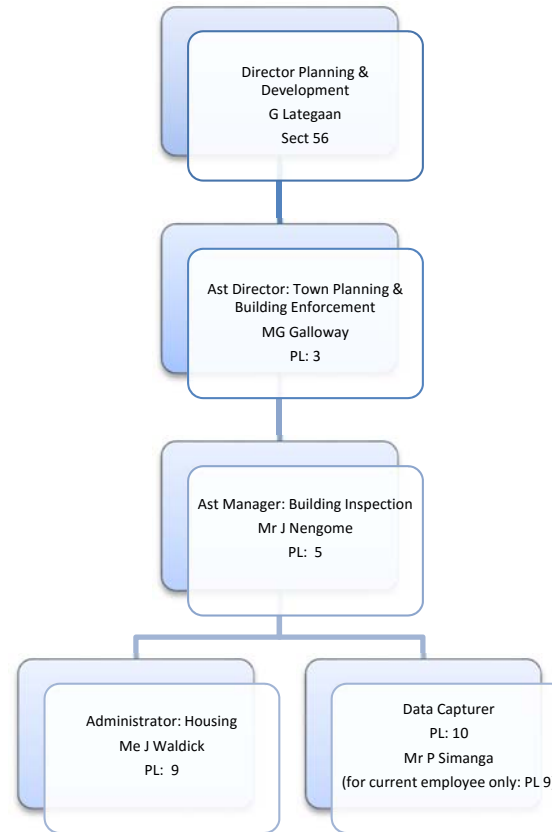 Director Planning &
Development
G Lategaan
Sect 56
Ast Director: Town Planning &
Building Enforcement
MG Galloway
PL: 3
Ast Manager: Building Inspection
Mr J Nengome
PL: 5
Administrator: Housing
Me J Waldick
PL: 9
Data Capturer
PL: 10
Mr P Simanga
(for current employee only: PL 9